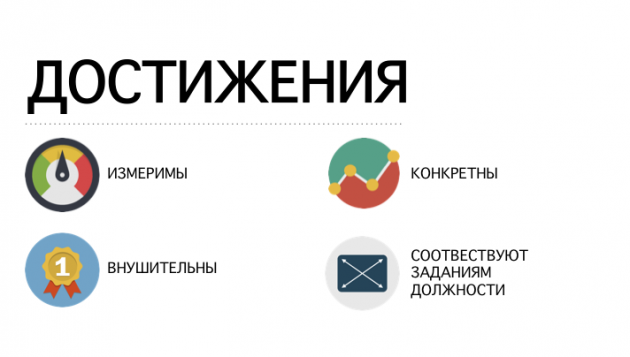 ДОСТИЖЕНИЯ
ИЗМЕРИМЫ
КОНКРЕТНЫ
1
ВНУШИТЕЛЬНЫ
СООТВЕСТВУЮТ
ЗАДАНИЯМ
ДОЛЖНОСТИ